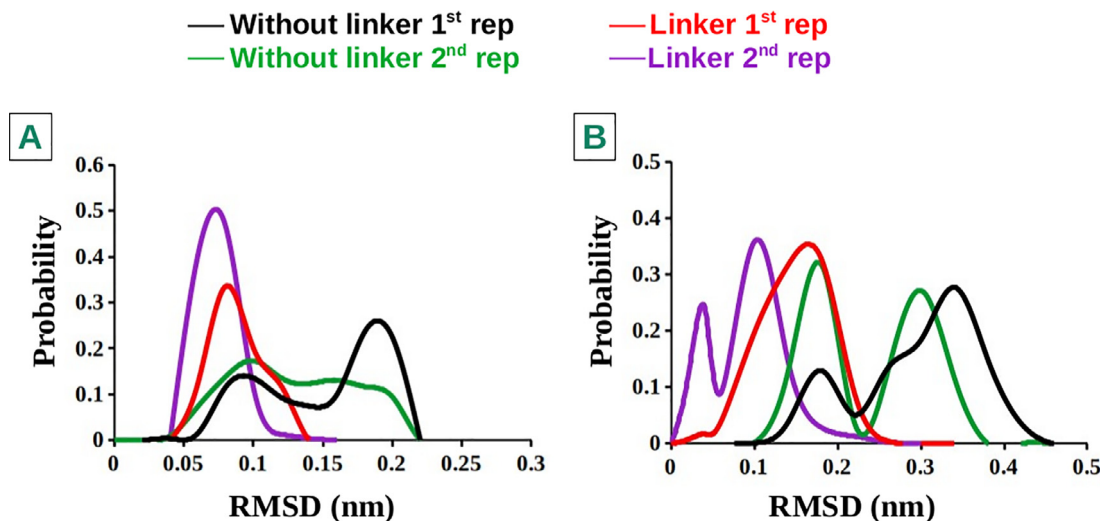 Without linker 1st rep
Linker 1st rep
Without linker 2nd rep
Linker 2nd rep
A
B
Probability
0.6
0.5
0.4
0.3
0.2
0.1
0
0 0.05 0.1 0.15 0.2 0.25 0.3
RMSD (nm)
Probability
0.5
0.4
0.3
0.2
0.1
0
0 0.1 0.2 0.3 0.4 0.5
RMSD (nm)